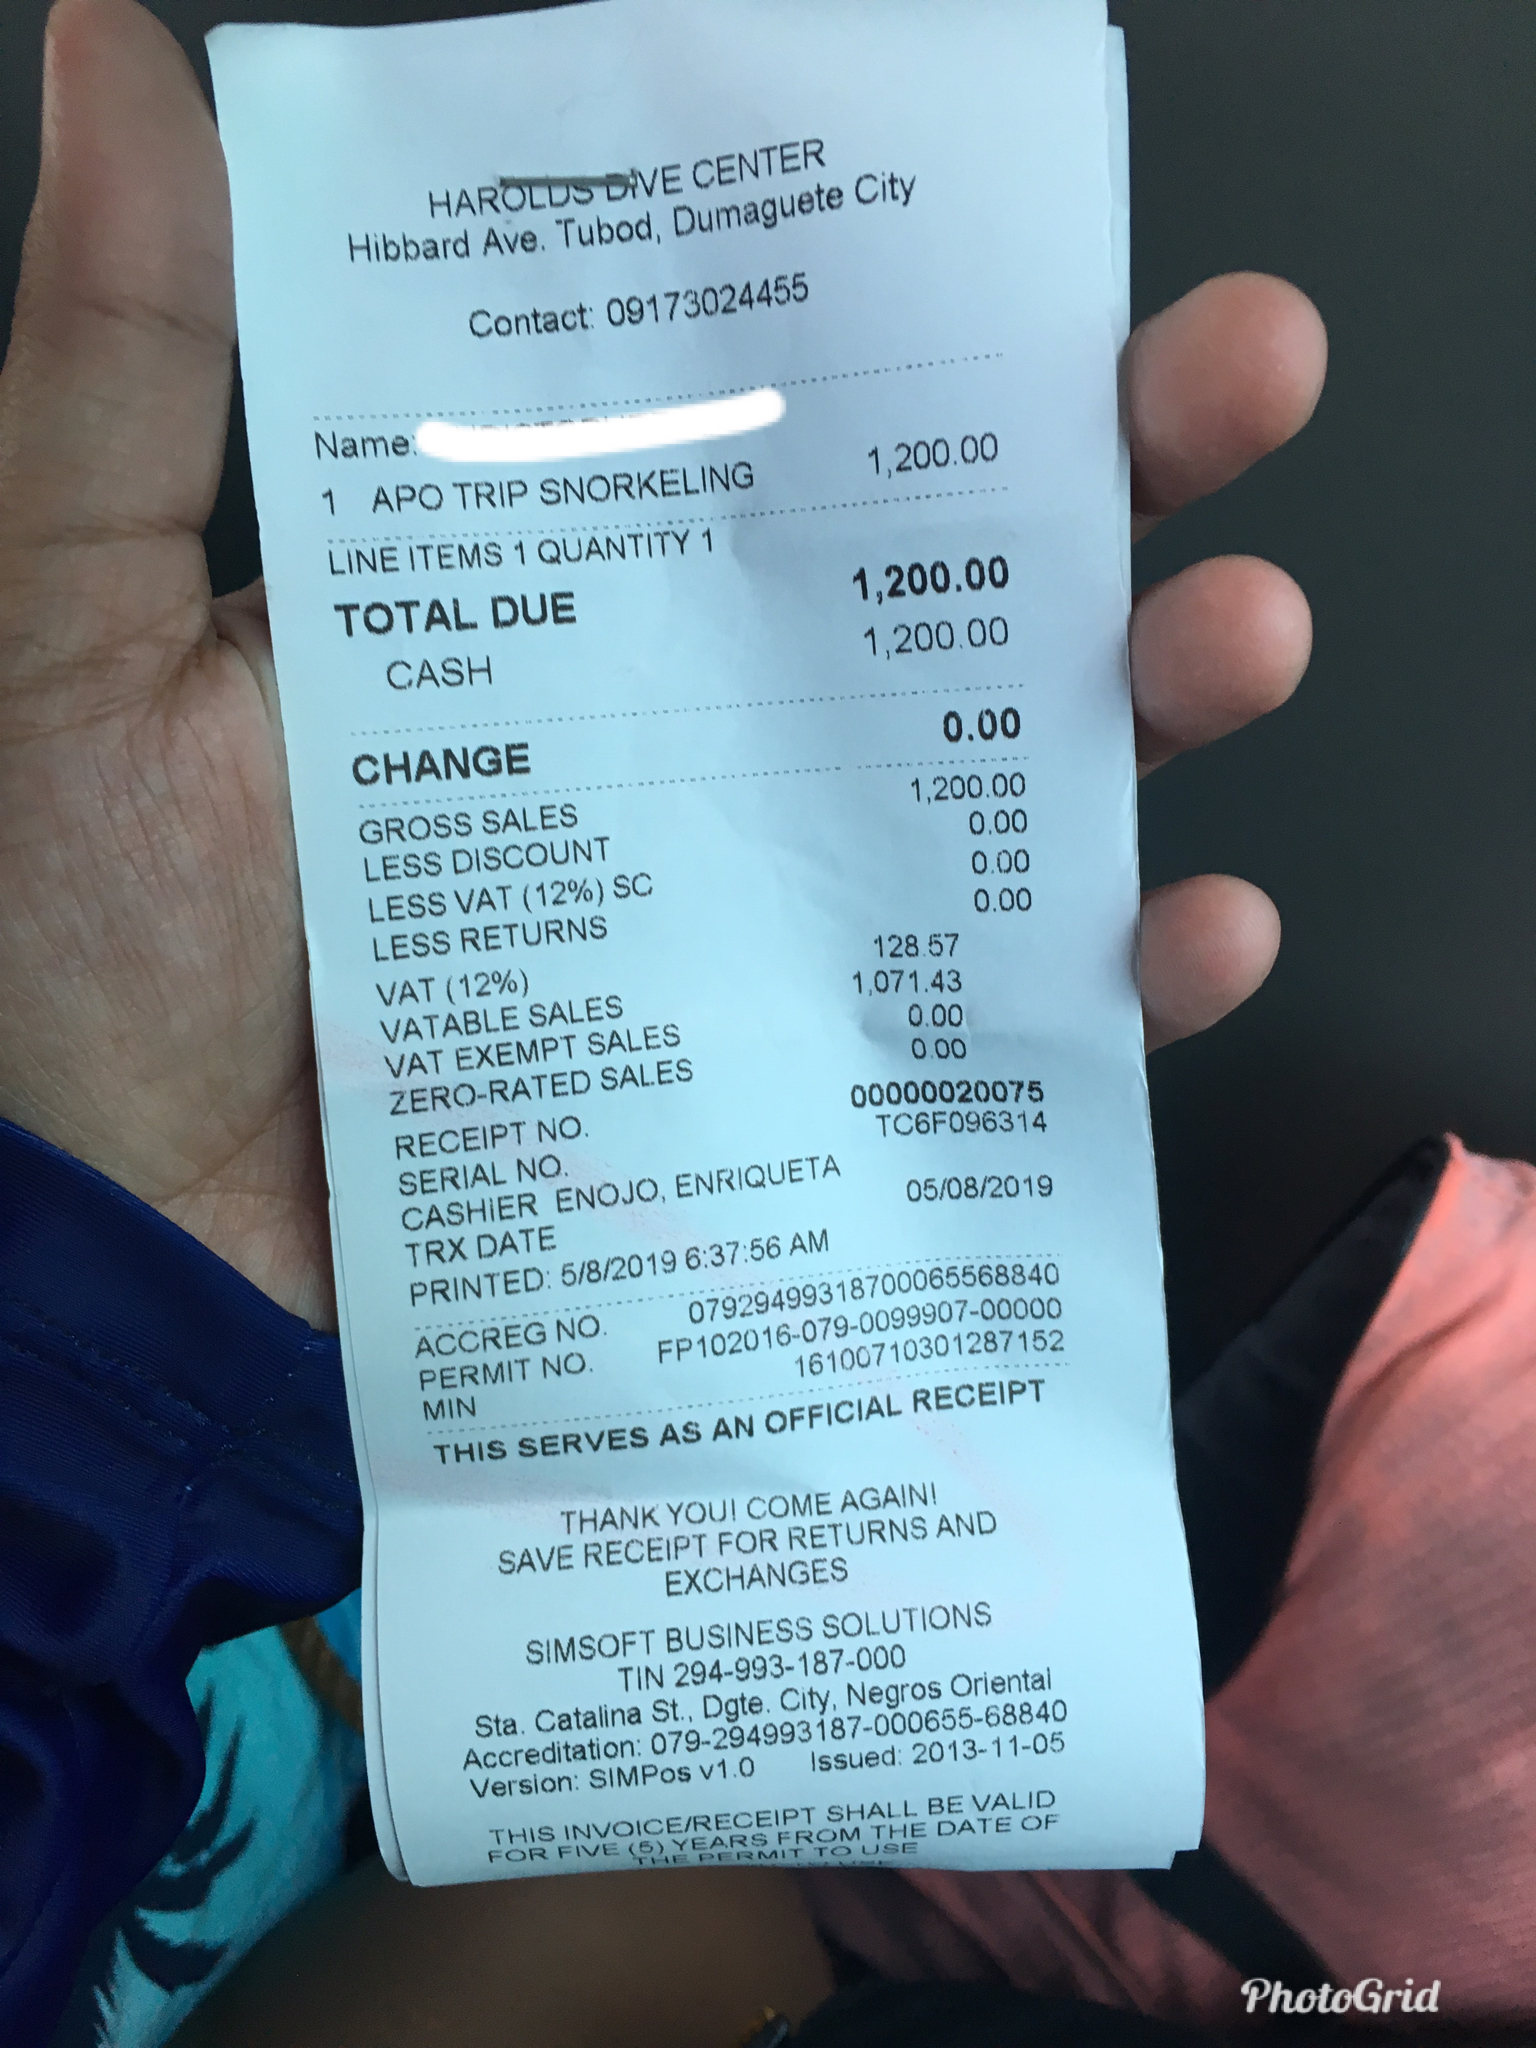 HAROLDS DIVE CENTER
Hibbard Ave. Tubod, Dumaguete City
Contact: 09173024455
Name:
1 APO TRIP SNORKELING 1,200.00
LINE ITEMS 1 QUANTITY 1
TOTAL DUE 1,200.00
CASH 1,200.00
CHANGE 0.00
GROSS SALES 1,200.00
LESS DISCOUNT 0.00
LESS VAT (12%) SC 0.00
LESS RETURNS 0.00
VAT (12%) 128.57
VATABLE SALES 1,071.43
VAT EXEMPT SALES 0.00
ZERO-RATED SALES 0.00
RECEIPT NO. 00000020075
SERIAL NO. TC6F096314
CASHIER ENOJO, ENRIQUETA
TRX DATE 05/08/2019
PRINTED: 5/8/2019 6:37:56 AM
ACCREG NO. 07929499318700065568840
PERMIT NO. FP102016-079-0099907-00000
MIN 16100710301287152
THIS SERVES AS AN OFFICIAL RECEIPT
THANK YOU! COME AGAIN!
SAVE RECEIPT FOR RETURNS AND
EXCHANGES
SIMSOFT BUSINESS SOLUTIONS
TIN 294-993-187-000
Sta. Catalina St., Dgte. City, Negros Oriental
Accreditation: 079-294993187-000655-68840
Version: SIMPos v1.0 Issued: 2013-11-05
THIS INVOICE/RECEIPT SHALL BE VALID
FOR FIVE (5) YEARS FROM THE DATE OF
THE PERMIT TO USE
PhotoGrid